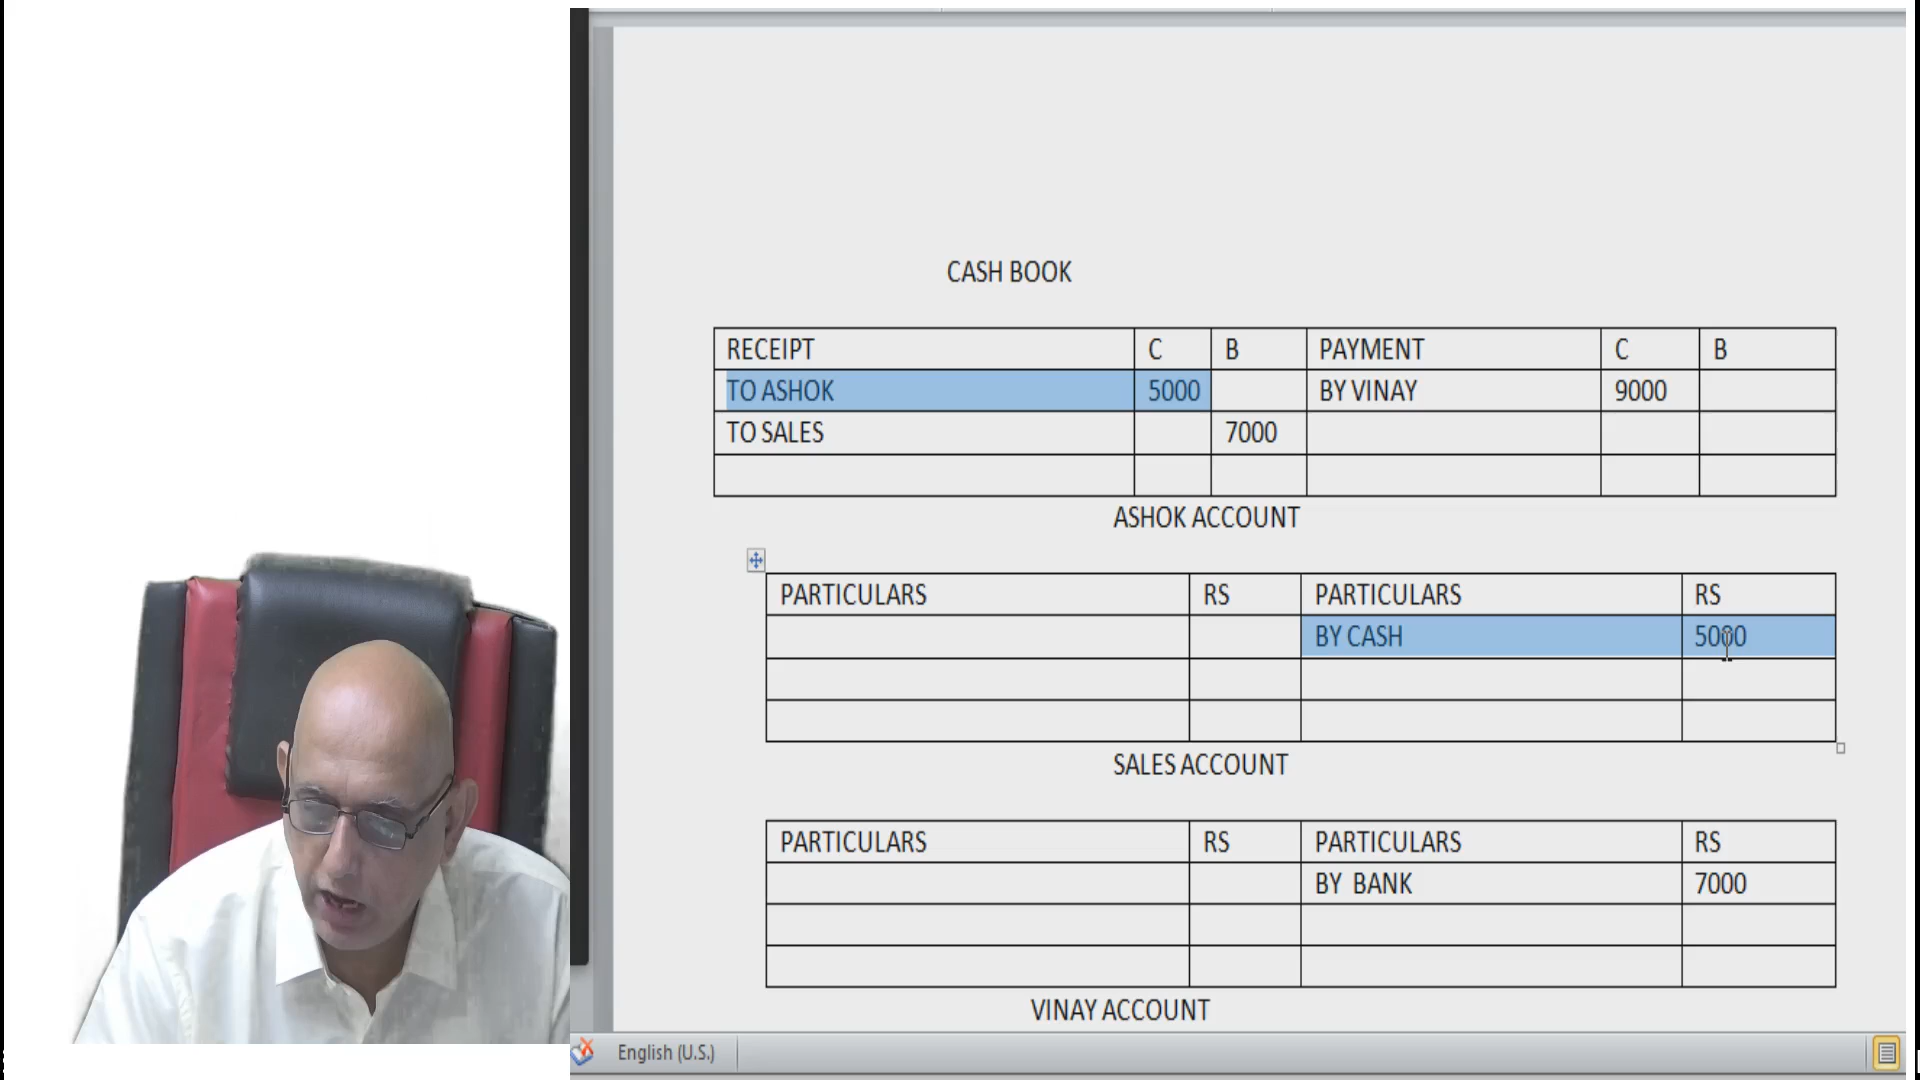 CASH BOOK
RECEIPT C B PAYMENT C B
TO ASHOK 5000 BY VINAY 9000
TO SALES 7000
ASHOK ACCOUNT
PARTICULARS RS PARTICULARS RS
BY CASH 5000
SALES ACCOUNT
PARTICULARS RS PARTICULARS RS
BY BANK 7000
VINAY ACCOUNT
English (U.S.)